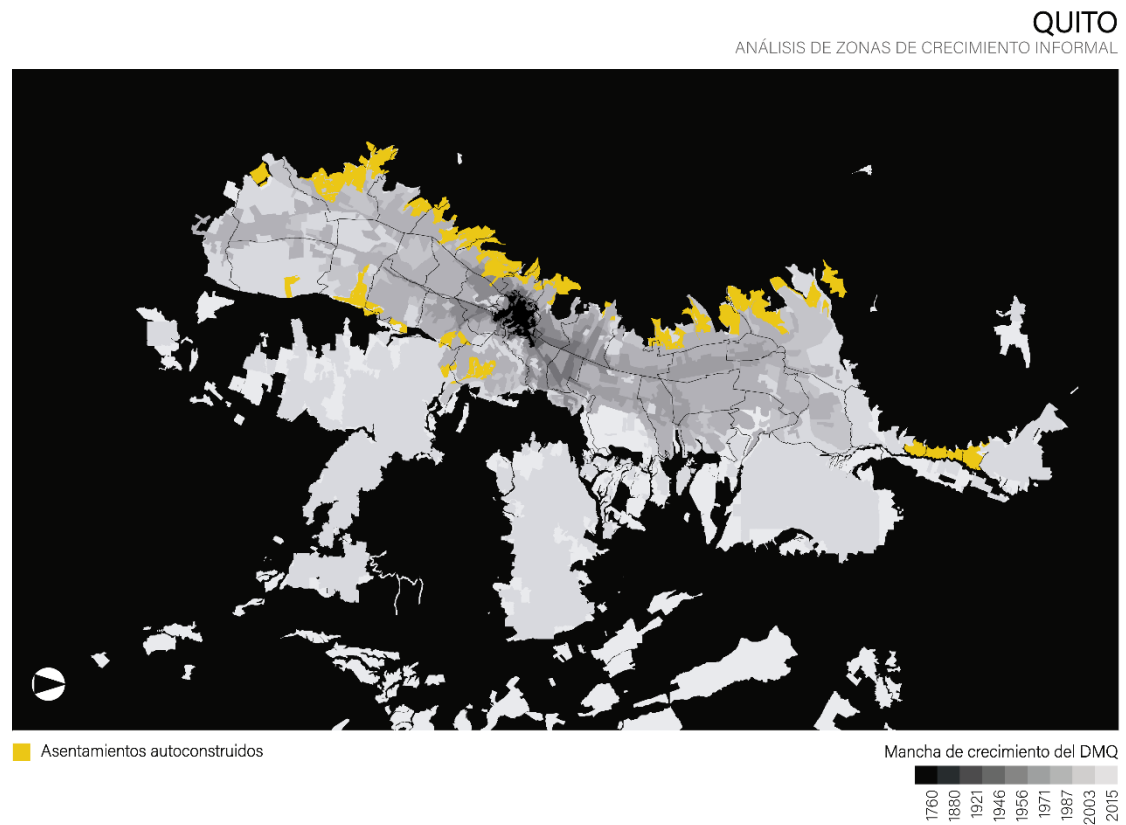 QUITO
ANÁLISIS DE ZONAS DE CRECIMIENTO INFORMAL
Asentamientos autoconstruidos
Mancha de crecimiento del DMQ
1760
1880
1921
1946
1956
1971
1987
2003
2015